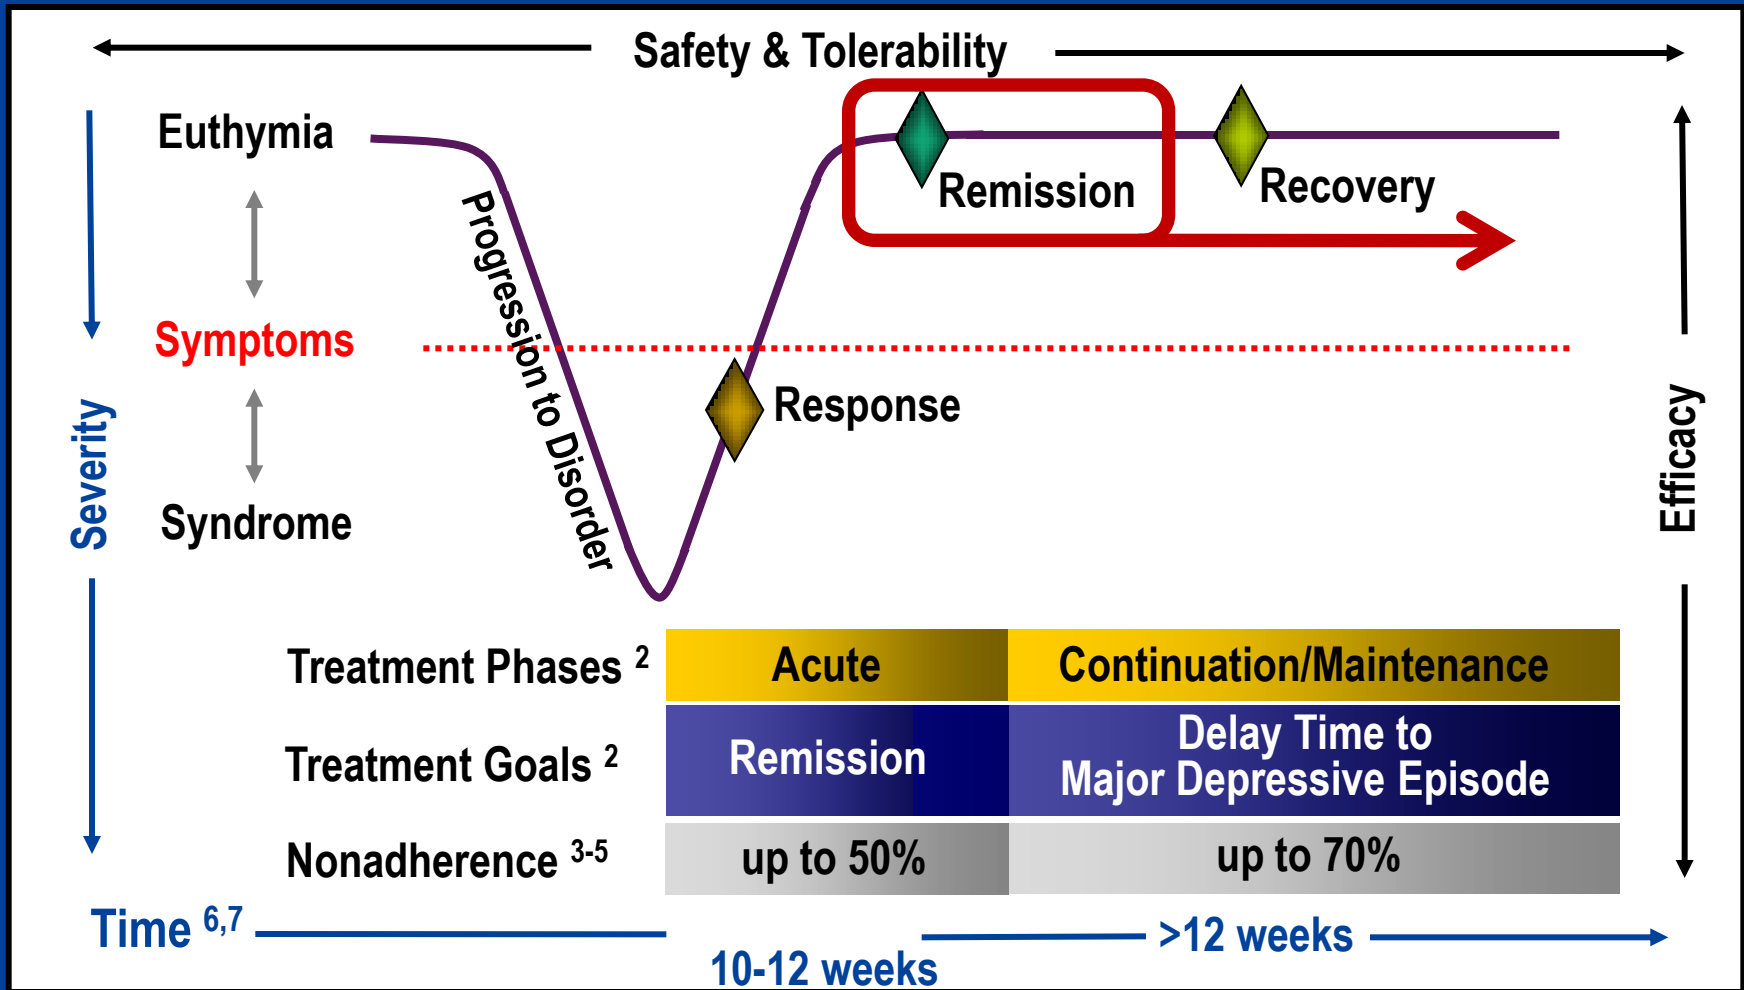 Safety & Tolerability
Euthymia
Remission
Recovery
Progression to Disorder
Symptoms
Response
Severity
Efficacy
Syndrome
Treatment Phases 2
Acute
Continuation/Maintenance
Treatment Goals 2
Remission
Delay Time to
Major Depressive Episode
Nonadherence 3-5
up to 50%
up to 70%
Time 6,7
10-12 weeks
>12 weeks